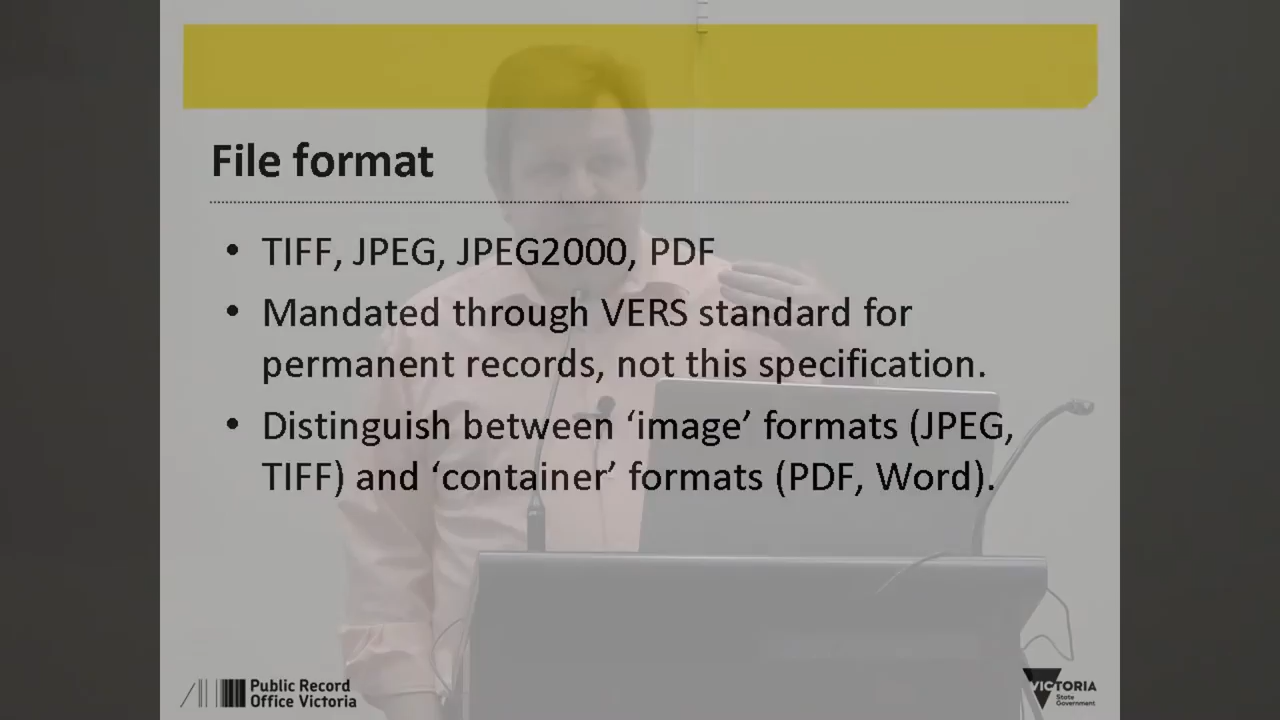 File format
• TIFF, JPEG, JPEG2000, PDF
• Mandated through VERS standard for
permanent records, not this specification.
• Distinguish between ‘image’ formats (JPEG,
TIFF) and ‘container’ formats (PDF, Word).
Public Record
Office Victoria
VICTORIA
State
Government